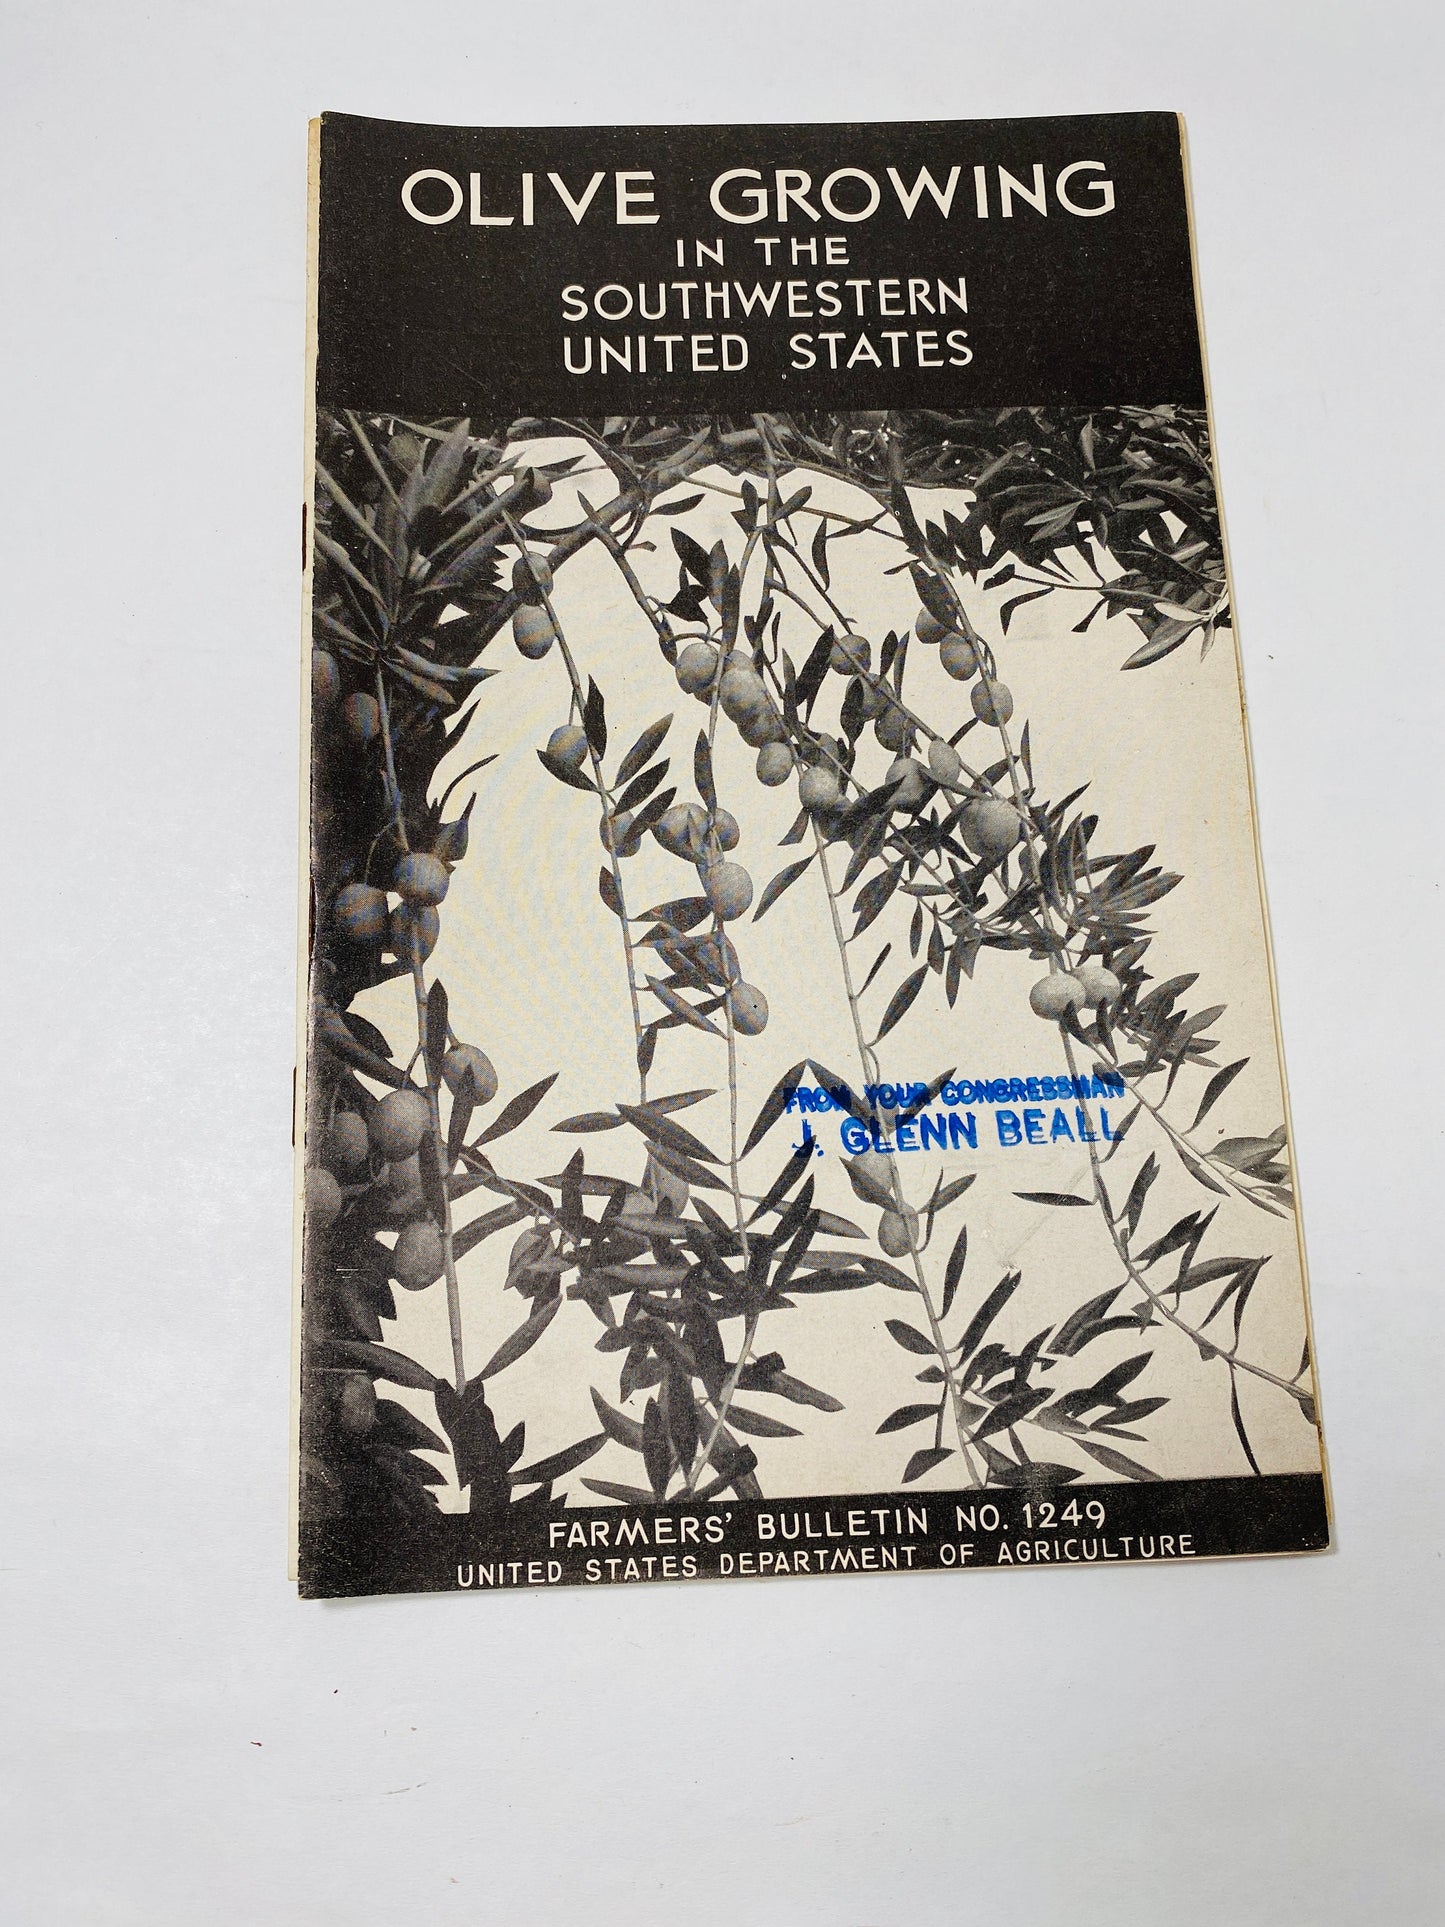 OLIVE GROWING
IN THE
SOUTHWESTERN
UNITED STATES
FROM YOUR CONGRESSMAN
J. GLENN BEALL
FARMERS' BULLETIN NO. 1249
UNITED STATES DEPARTMENT OF AGRICULTURE